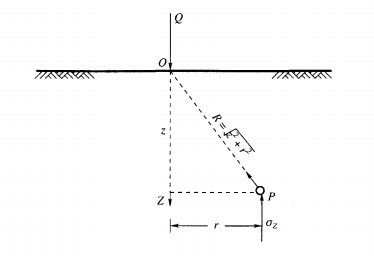 Q
O
R = √z² + r²
z
Z
P
r
σz